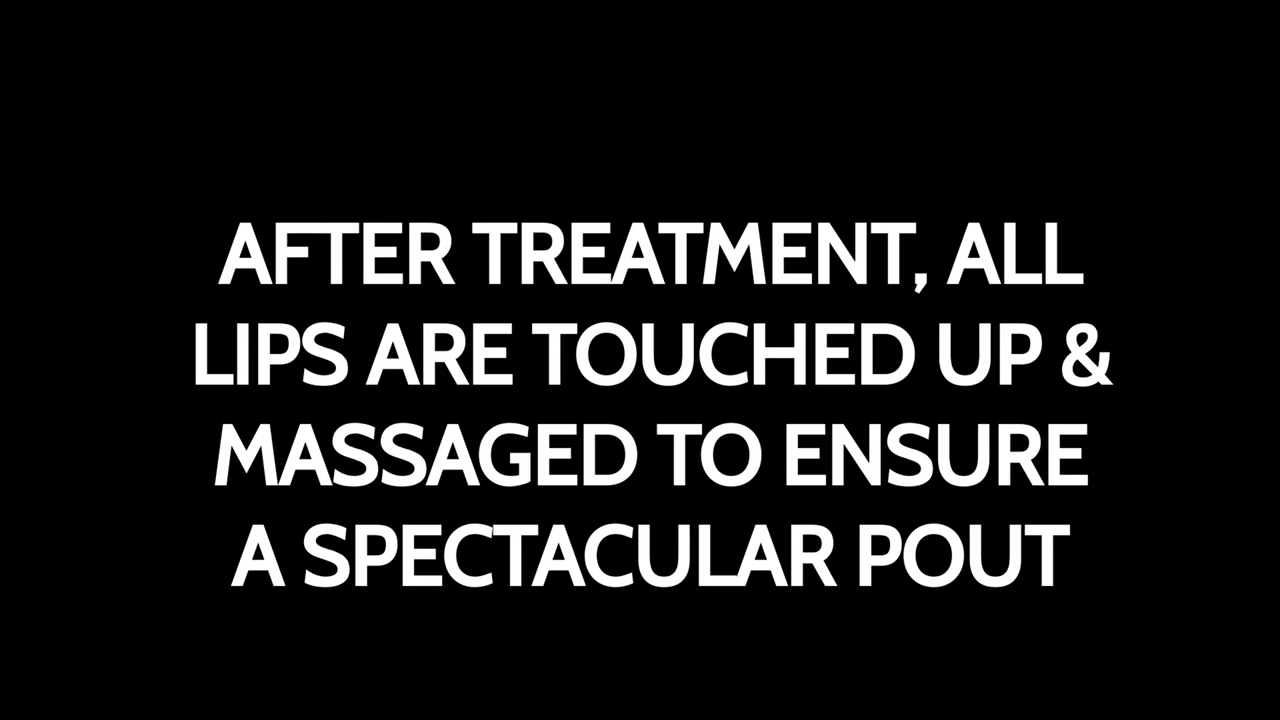 AFTER TREATMENT, ALL
LIPS ARE TOUCHED UP &
MASSAGED TO ENSURE
A SPECTACULAR POUT